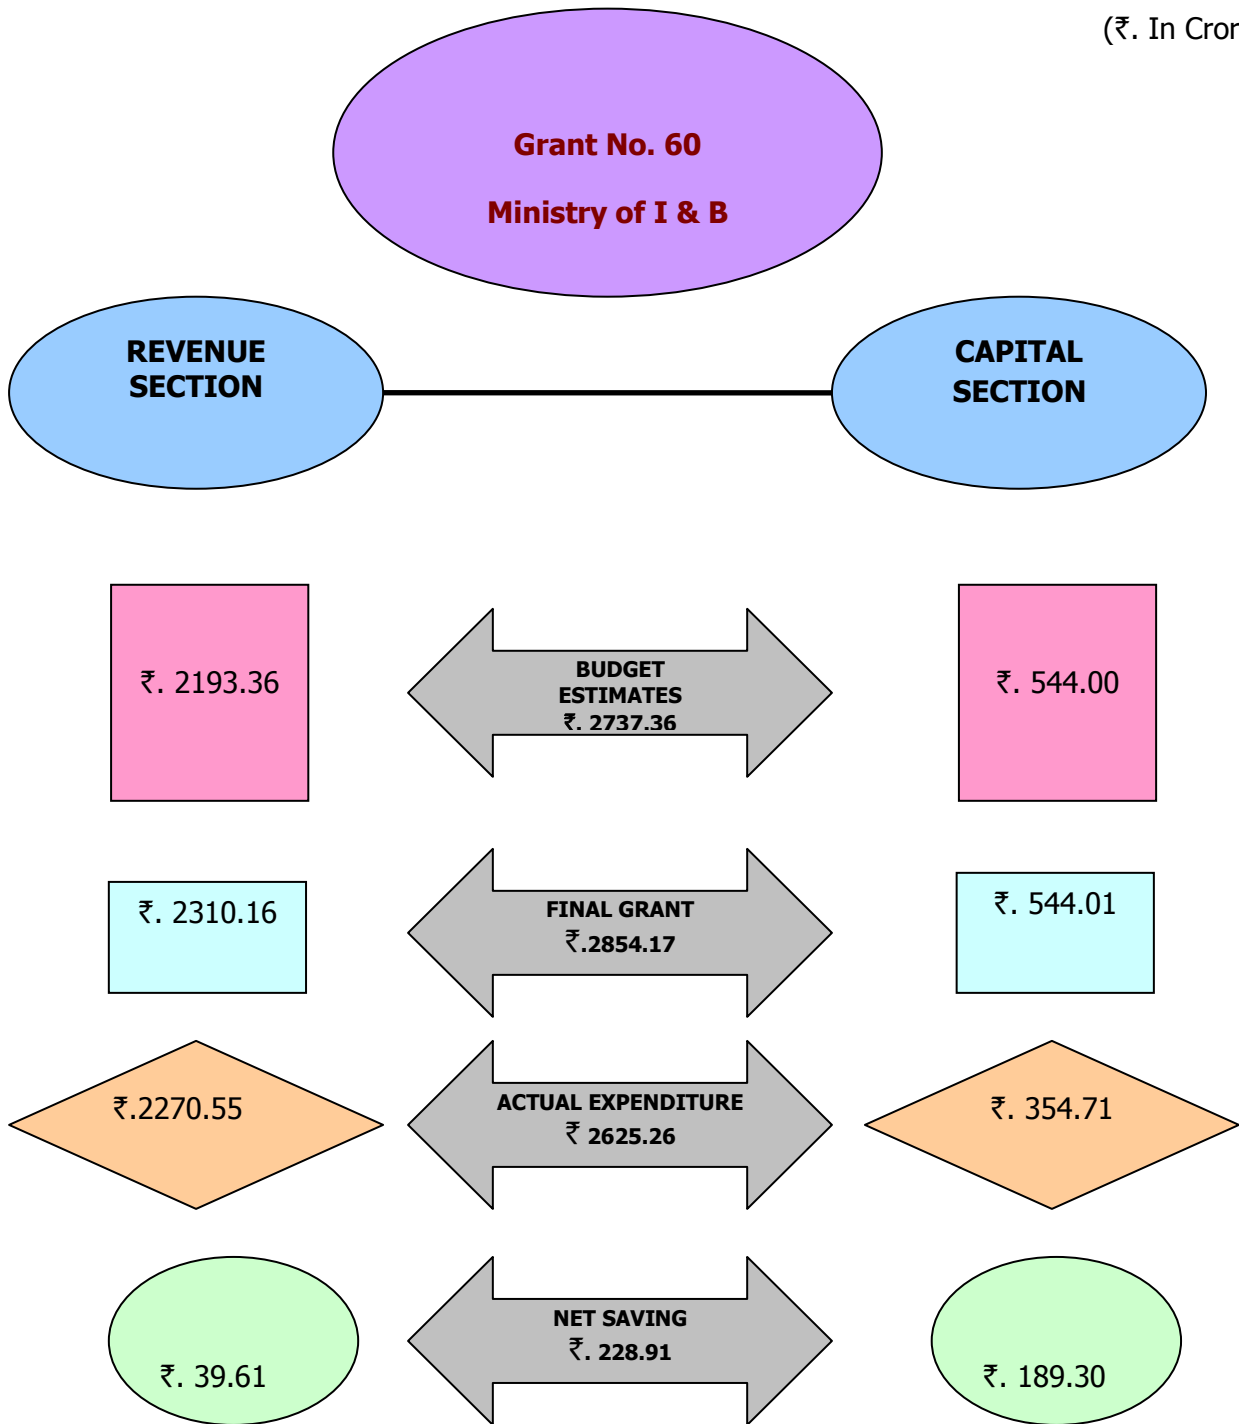 (₹. In Cror
Grant No. 60
Ministry of I & B
REVENUE
SECTION
CAPITAL
SECTION
₹. 2193.36
BUDGET
ESTIMATES
₹. 2737.36
₹. 544.00
₹. 2310.16
FINAL GRANT
₹.2854.17
₹. 544.01
₹.2270.55
ACTUAL EXPENDITURE
₹ 2625.26
₹. 354.71
₹. 39.61
NET SAVING
₹. 228.91
₹. 189.30